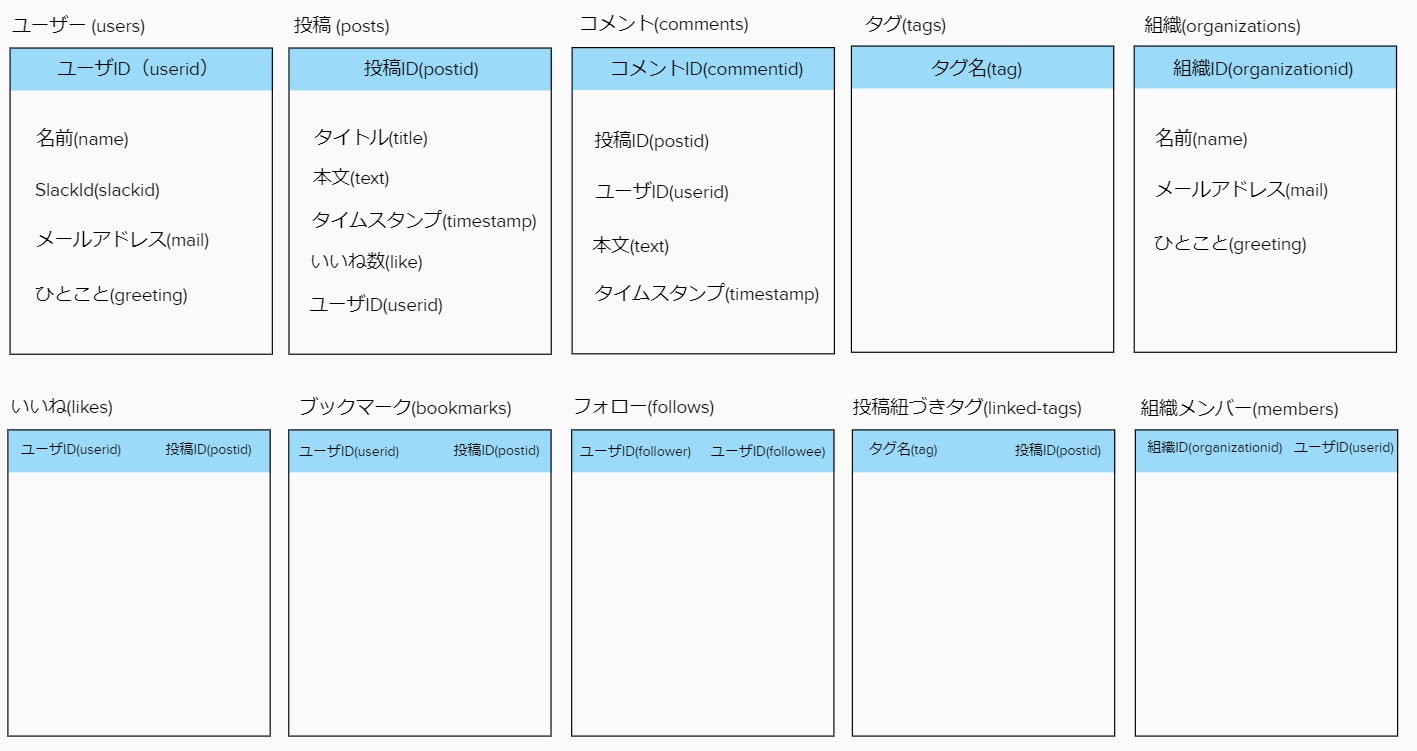 ユーザー (users)
ユーザID（userid）
名前(name)
SlackId(slackid)
メールアドレス(mail)
ひとこと(greeting)
投稿 (posts)
投稿ID(postid)
タイトル(title)
本文(text)
タイムスタンプ(timestamp)
いいね数(like)
ユーザID(userid)
コメント(comments)
コメントID(commentid)
投稿ID(postid)
ユーザID(userid)
本文(text)
タイムスタンプ(timestamp)
タグ(tags)
タグ名(tag)
組織(organizations)
組織ID(organizationid)
名前(name)
メールアドレス(mail)
ひとこと(greeting)
いいね(likes)
ユーザID(userid) 投稿ID(postid)
ブックマーク(bookmarks)
ユーザID(userid) 投稿ID(postid)
フォロー(follows)
ユーザID(follower) ユーザID(followee)
投稿紐づきタグ(linked-tags)
タグ名(tag) 投稿ID(postid)
組織メンバー(members)
組織ID(organizationid) ユーザID(userid)